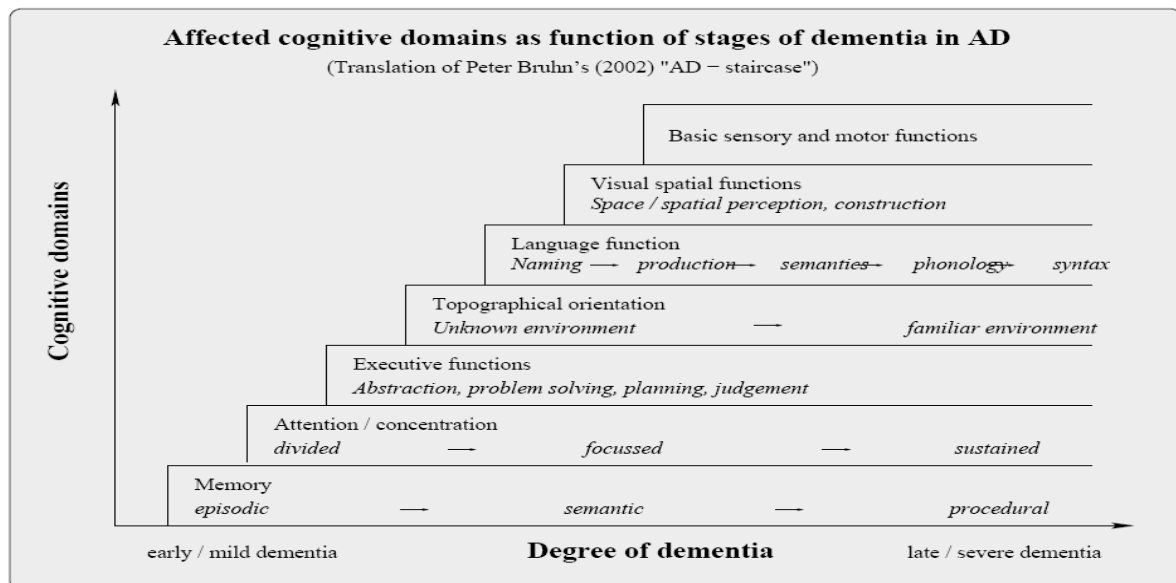 Affected cognitive domains as function of stages of dementia in AD
(Translation of Peter Bruhn's (2002) "AD − staircase")
Cognitive domains
Basic sensory and motor functions
Visual spatial functions
Space / spatial perception, construction
Language function
Naming → production → semantics → phonology → syntax
Topographical orientation
Unknown environment → familiar environment
Executive functions
Abstraction, problem solving, planning, judgement
Attention / concentration
divided → focussed → sustained
Memory
episodic → semantic → procedural
early / mild dementia Degree of dementia late / severe dementia